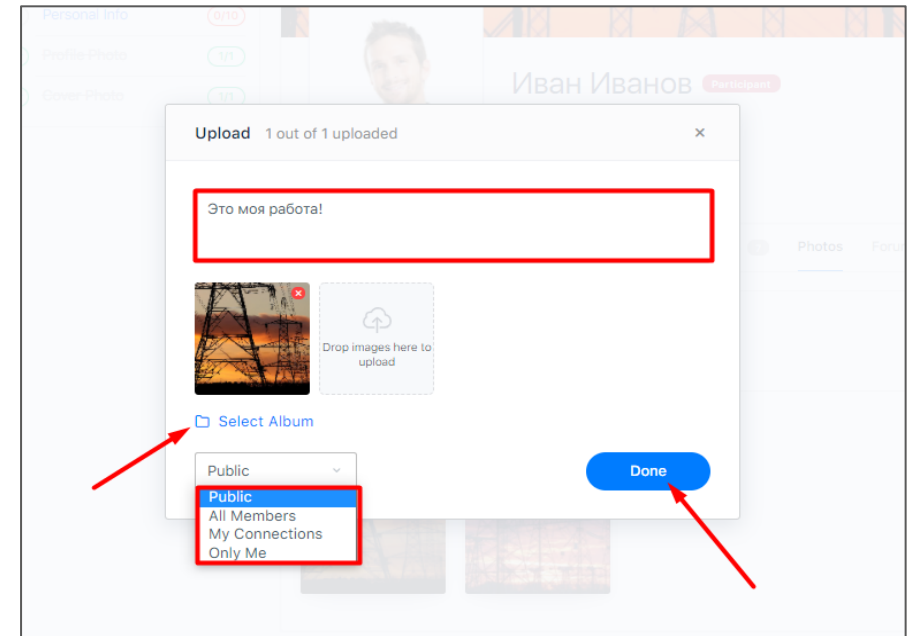 Personal Info 0/10
Profile Photo 1/1
Cover Photo 1/1
Иван Иванов Participant
Upload 1 out of 1 uploaded ×
Это моя работа!
Photos
Drop images here to
upload
Select Album
Public
Done
Public
All Members
My Connections
Only Me